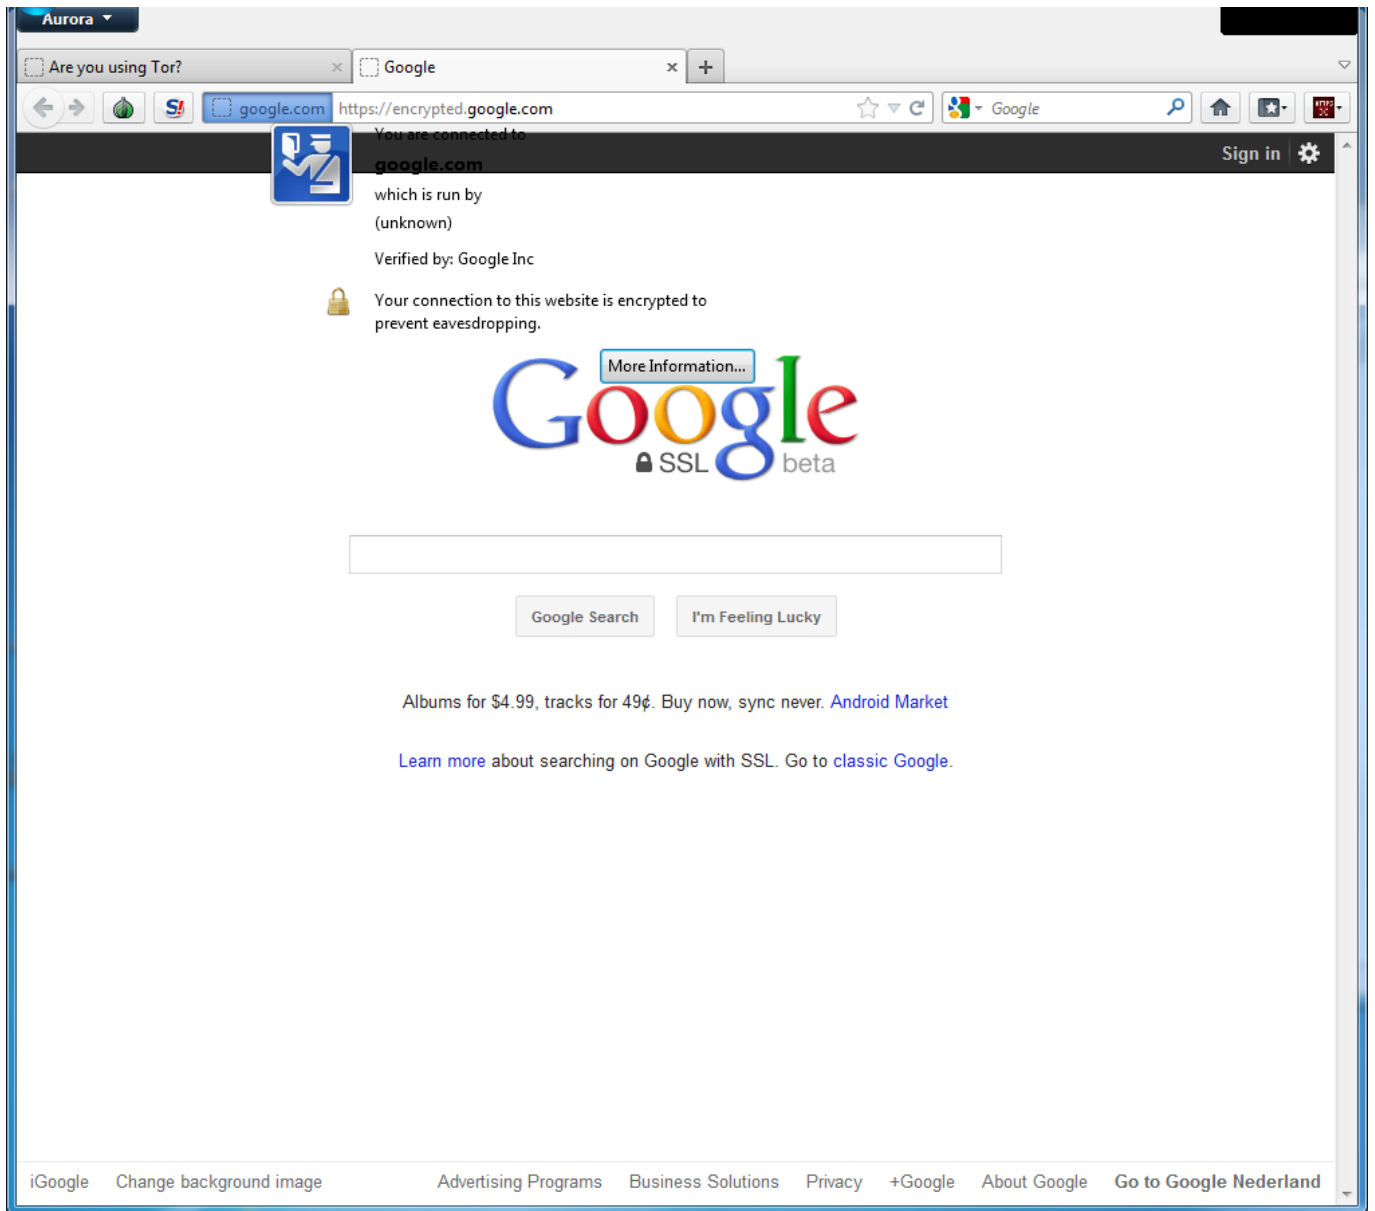 Aurora
Are you using Tor?
Google
google.com
https://encrypted.google.com
Google
Sign in
You are connected to
google.com
which is run by
(unknown)
Verified by: Google Inc
Your connection to this website is encrypted to
prevent eavesdropping.
More Information...
Google
SSL beta
Google Search
I'm Feeling Lucky
Albums for $4.99, tracks for 49¢. Buy now, sync never. Android Market
Learn more about searching on Google with SSL. Go to classic Google.
iGoogle Change background image Advertising Programs Business Solutions Privacy +Google About Google Go to Google Nederland